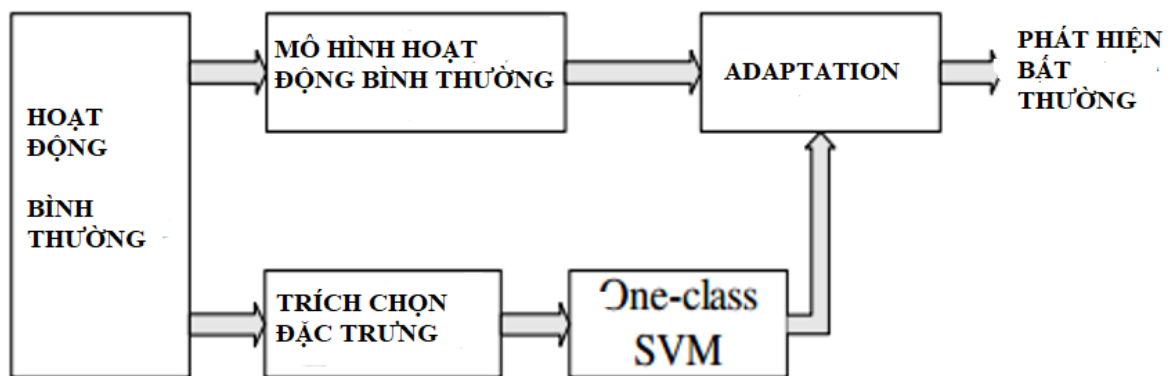 HOẠT
ĐỘNG
BÌNH
THƯỜNG
MÔ HÌNH HOẠT
ĐỘNG BÌNH THƯỜNG
ADAPTATION
PHÁT HIỆN
BẤT
THƯỜNG
TRÍCH CHỌN
ĐẶC TRƯNG
One-class
SVM